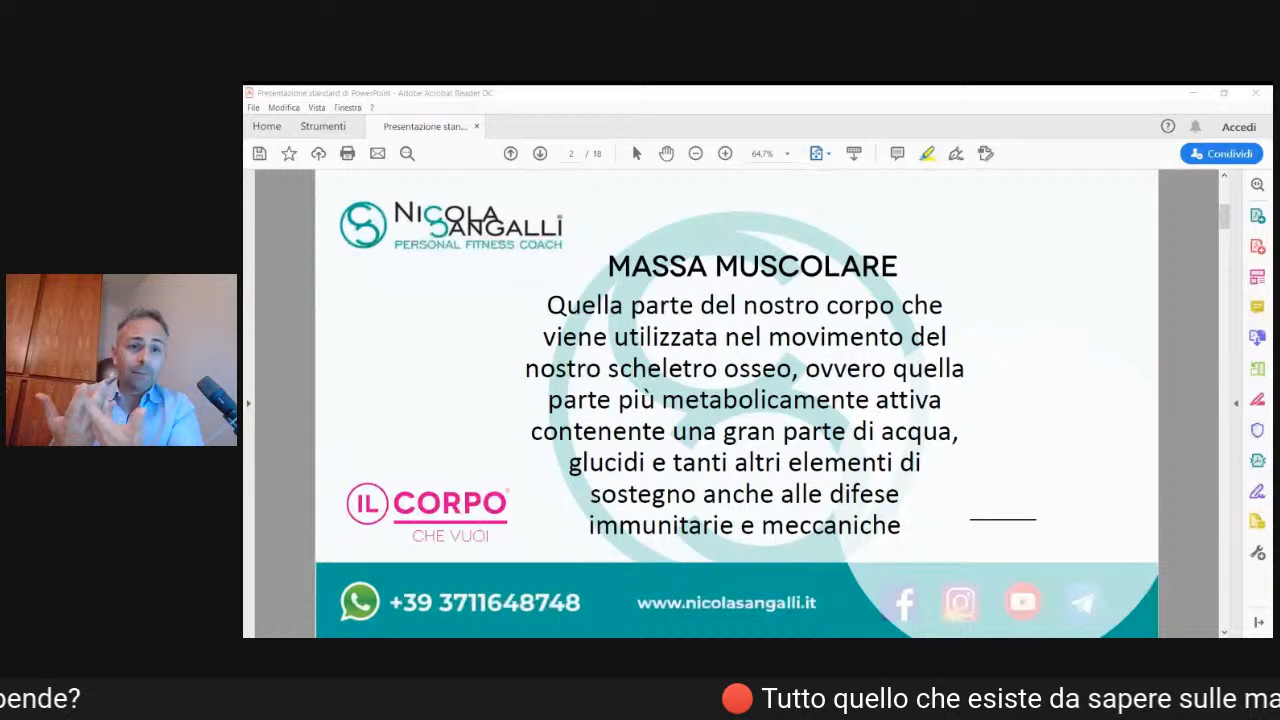 Presentazione standard di PowerPoint - Adobe Acrobat Reader DC
File Modifica Vista Finestra ?
Home Strumenti Presentazione stan... × Accedi
2 / 18 64,7% Condividi
NICOLA
SANGALLI
PERSONAL FITNESS COACH
MASSA MUSCOLARE
Quella parte del nostro corpo che
viene utilizzata nel movimento del
nostro scheletro osseo, ovvero quella
parte più metabolicamente attiva
contenente una gran parte di acqua,
glucidi e tanti altri elementi di
sostegno anche alle difese
immunitarie e meccaniche
IL CORPO®
CHE VUOI
+39 3711648748 www.nicolasangalli.it
pende? 🔴 Tutto quello che esiste da sapere sulle ma